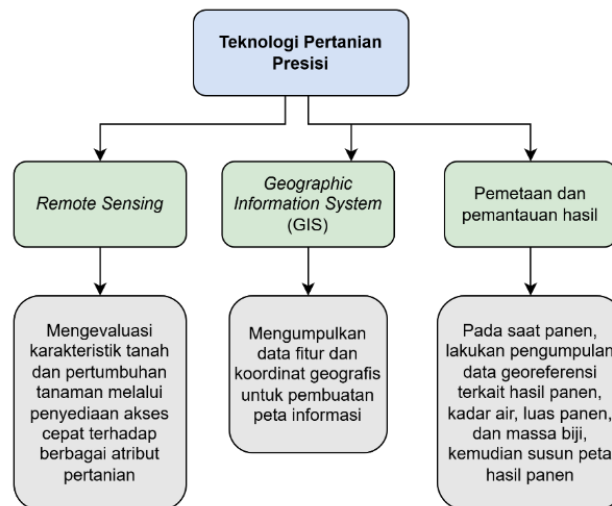 Teknologi Pertanian
Presisi
Remote Sensing
Geographic
Information System
(GIS)
Pemetaan dan
pemantauan hasil
Mengevaluasi
karakteristik tanah
dan pertumbuhan
tanaman melalui
penyediaan akses
cepat terhadap
berbagai atribut
pertanian
Mengumpulkan
data fitur dan
koordinat geografis
untuk pembuatan
peta informasi
Pada saat panen,
lakukan pengumpulan
data georeferensi
terkait hasil panen,
kadar air, luas panen,
dan massa biji,
kemudian susun peta
hasil panen